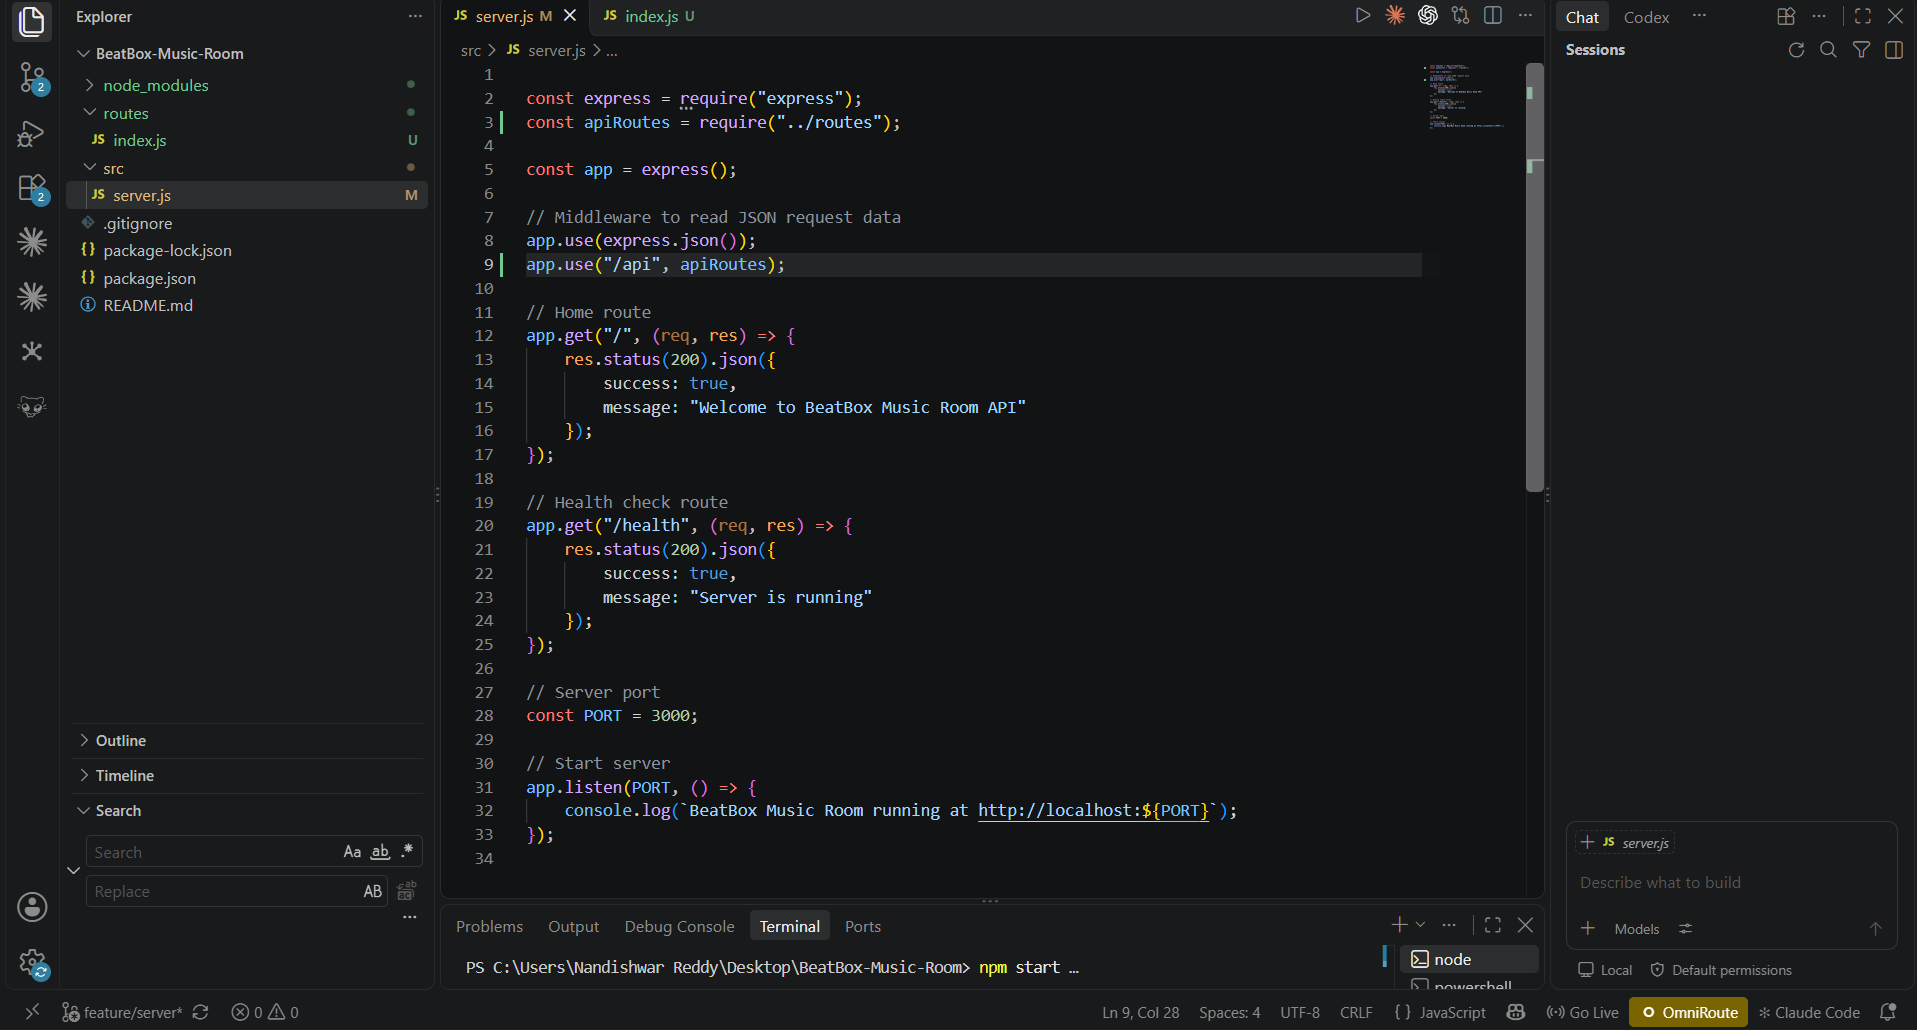 Explorer
BeatBox-Music-Room
node_modules
routes
JS index.js U
src
JS server.js M
.gitignore
{} package-lock.json
{} package.json
README.md
Outline
Timeline
Search
Search Aa ab .*
Replace AB
2
2
JS server.js M
JS index.js U
src > JS server.js > ...
1
2 const express = require("express");
3 const apiRoutes = require("../routes");
4
5 const app = express();
6
7 // Middleware to read JSON request data
8 app.use(express.json());
9 app.use("/api", apiRoutes);
10
11 // Home route
12 app.get("/", (req, res) => {
13 res.status(200).json({
14 success: true,
15 message: "Welcome to BeatBox Music Room API"
16 });
17 });
18
19 // Health check route
20 app.get("/health", (req, res) => {
21 res.status(200).json({
22 success: true,
23 message: "Server is running"
24 });
25 });
26
27 // Server port
28 const PORT = 3000;
29
30 // Start server
31 app.listen(PORT, () => {
32 console.log(`BeatBox Music Room running at http://localhost:${PORT}`);
33 });
34
Problems Output Debug Console Terminal Ports
PS C:\Users\Nandishwar Reddy\Desktop\BeatBox-Music-Room> npm start ...
node
powershell
Chat Codex
Sessions
JS server.js
Describe what to build
Models
Local Default permissions
feature/server* 0 0 Ln 9, Col 28 Spaces: 4 UTF-8 CRLF {} JavaScript Go Live OmniRoute Claude Code